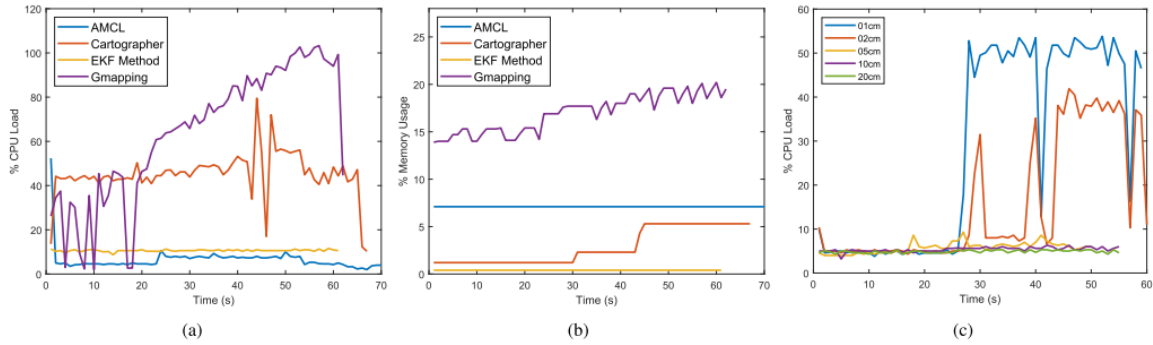 120
100
80
60
40
20
0
% CPU Load
AMCL
Cartographer
EKF Method
Gmapping
0 10 20 30 40 50 60 70
Time (s)
(a)
25
20
15
10
5
0
% Memory Usage
AMCL
Cartographer
EKF Method
Gmapping
0 10 20 30 40 50 60 70
Time (s)
(b)
60
50
40
30
20
10
0
% CPU Load
01cm
02cm
05cm
10cm
20cm
0 10 20 30 40 50 60
Time (s)
(c)